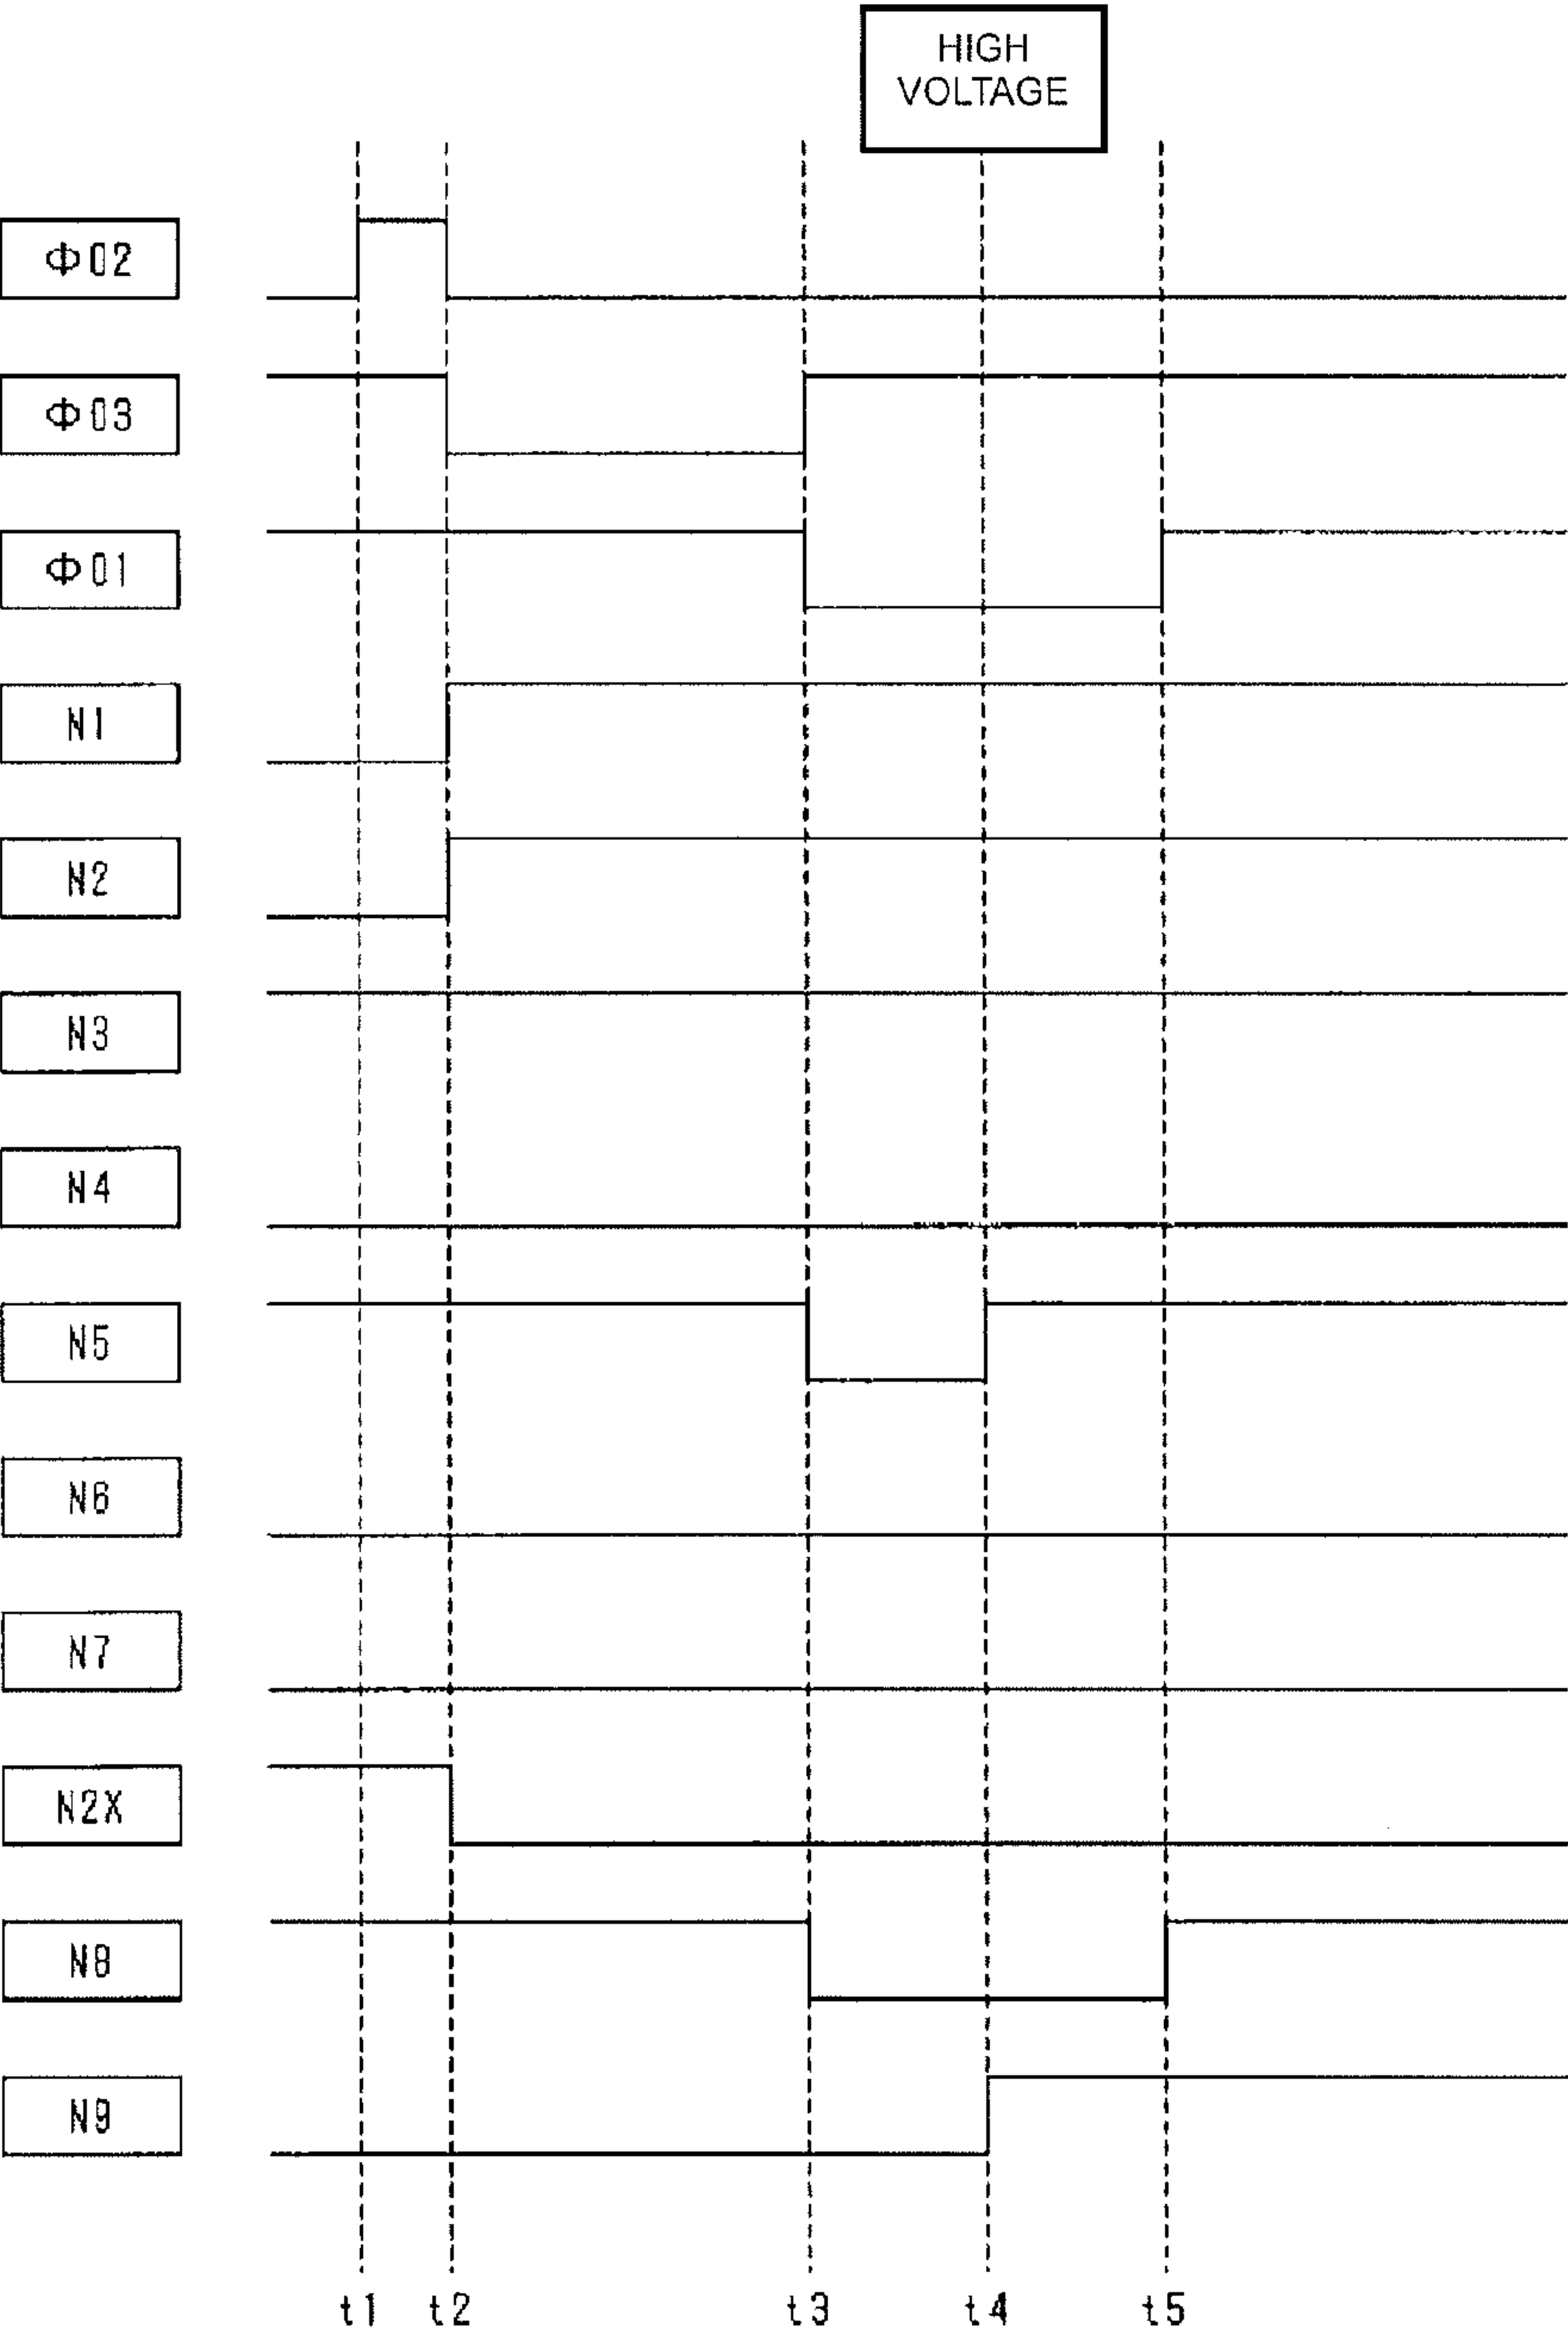 HIGH
VOLTAGE
Φ02
Φ03
Φ01
N1
N2
N3
N4
N5
N6
N7
N2X
N8
N9
t1 t2 t3 t4 t5